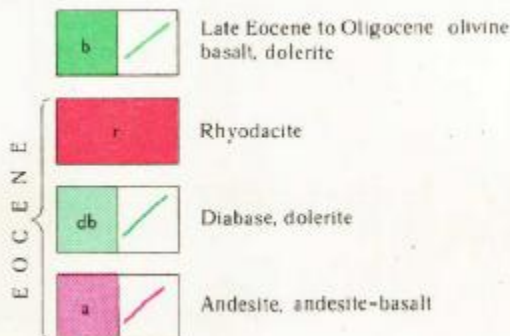 b
Late Eocene to Oligocene olivine
basalt, dolerite
EOCENE
r
Rhyodacite
db
Diabase, dolerite
a
Andesite, andesite-basalt